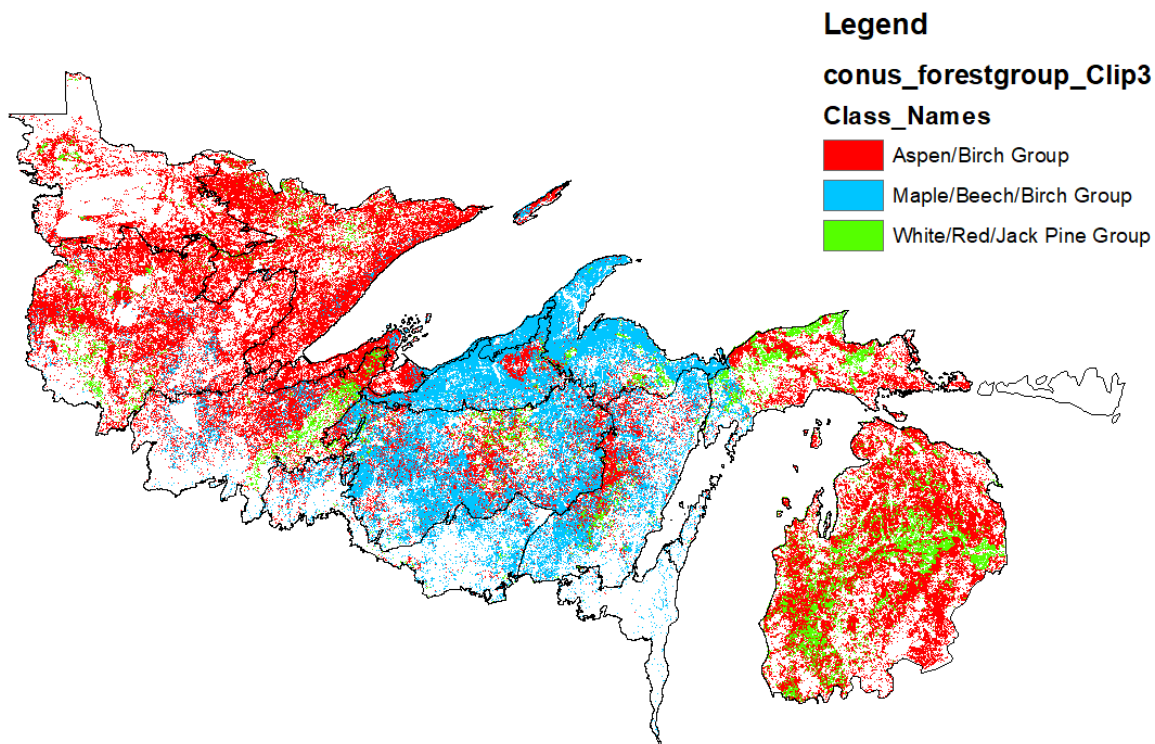 Legend
conus_forestgroup_Clip3
Class_Names
Aspen/Birch Group
Maple/Beech/Birch Group
White/Red/Jack Pine Group